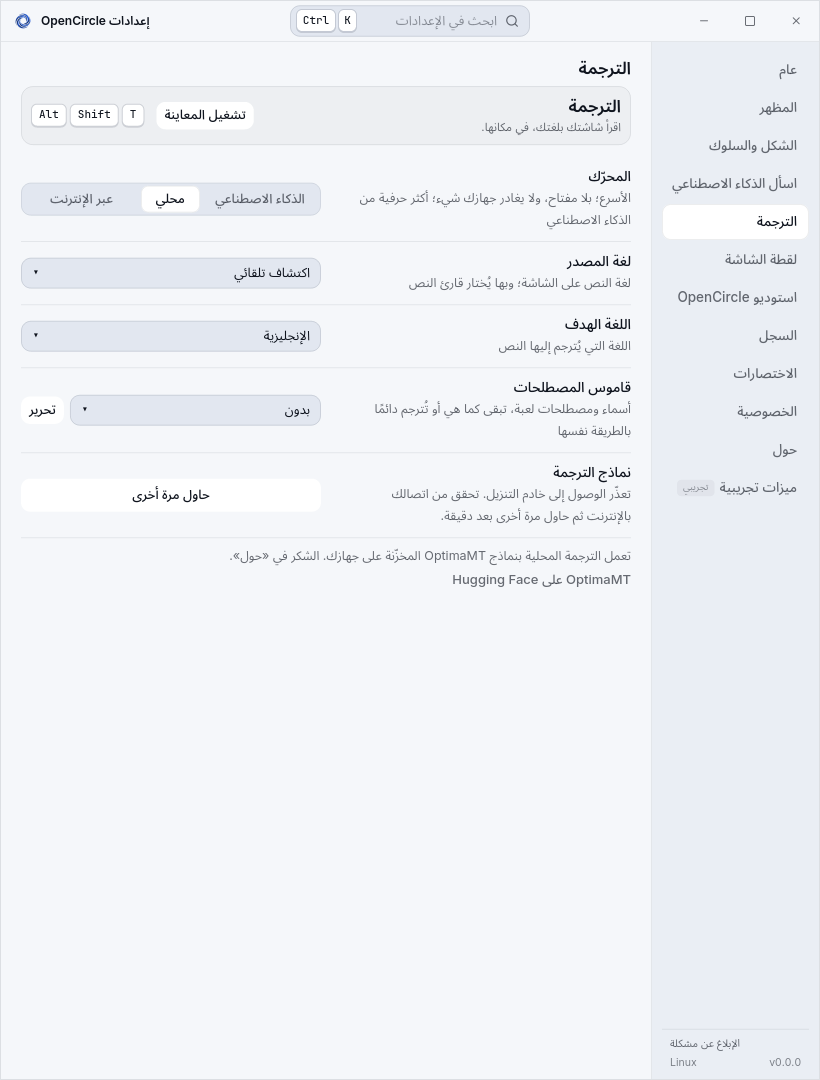 إعدادات OpenCircle
ابحث في الإعدادات
Ctrl K
عام
المظهر
الشكل والسلوك
اسأل الذكاء الاصطناعي
الترجمة
لقطة الشاشة
استوديو OpenCircle
السجل
الاختصارات
الخصوصية
حول
ميزات تجريبية تجريبي
الإبلاغ عن مشكلة
v0.0.0 Linux
الترجمة
الترجمة
اقرأ شاشتك بلغتك، في مكانها.
تشغيل المعاينة
Alt Shift T
المحرّك
الأسرع؛ بلا مفتاح، ولا يغادر جهازك شيء؛ أكثر حرفية من
الذكاء الاصطناعي
الذكاء الاصطناعي محلي عبر الإنترنت
لغة المصدر
لغة النص على الشاشة؛ وبها يُختار قارئ النص
اكتشاف تلقائي
اللغة الهدف
اللغة التي يُترجم إليها النص
الإنجليزية
قاموس المصطلحات
أسماء ومصطلحات لعبة، تبقى كما هي أو تُترجم دائمًا
بالطريقة نفسها
بدون
تحرير
نماذج الترجمة
تعذّر الوصول إلى خادم التنزيل. تحقق من اتصالك
بالإنترنت ثم حاول مرة أخرى بعد دقيقة.
حاول مرة أخرى
تعمل الترجمة المحلية بنماذج OptimaMT المخزّنة على جهازك. الشكر في «حول».
OptimaMT على Hugging Face